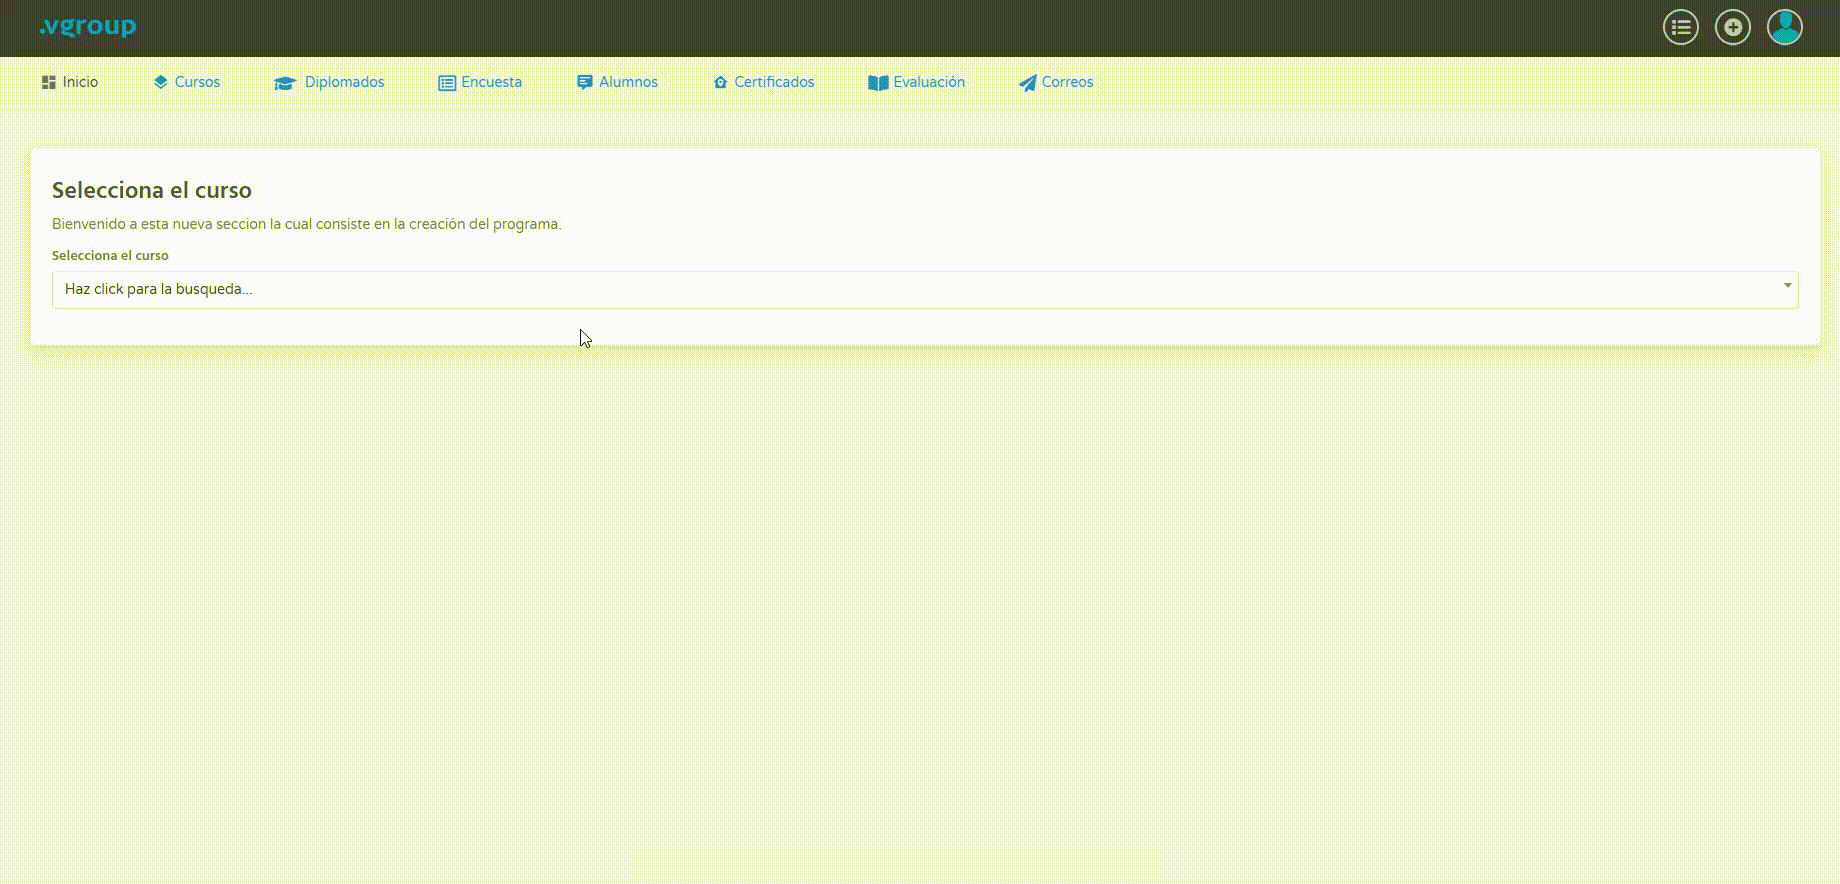 .vgroup
Inicio Cursos Diplomados Encuesta Alumnos Certificados Evaluación Correos
Selecciona el curso
Bienvenido a esta nueva seccion la cual consiste en la creación del programa.
Selecciona el curso
Haz click para la busqueda...